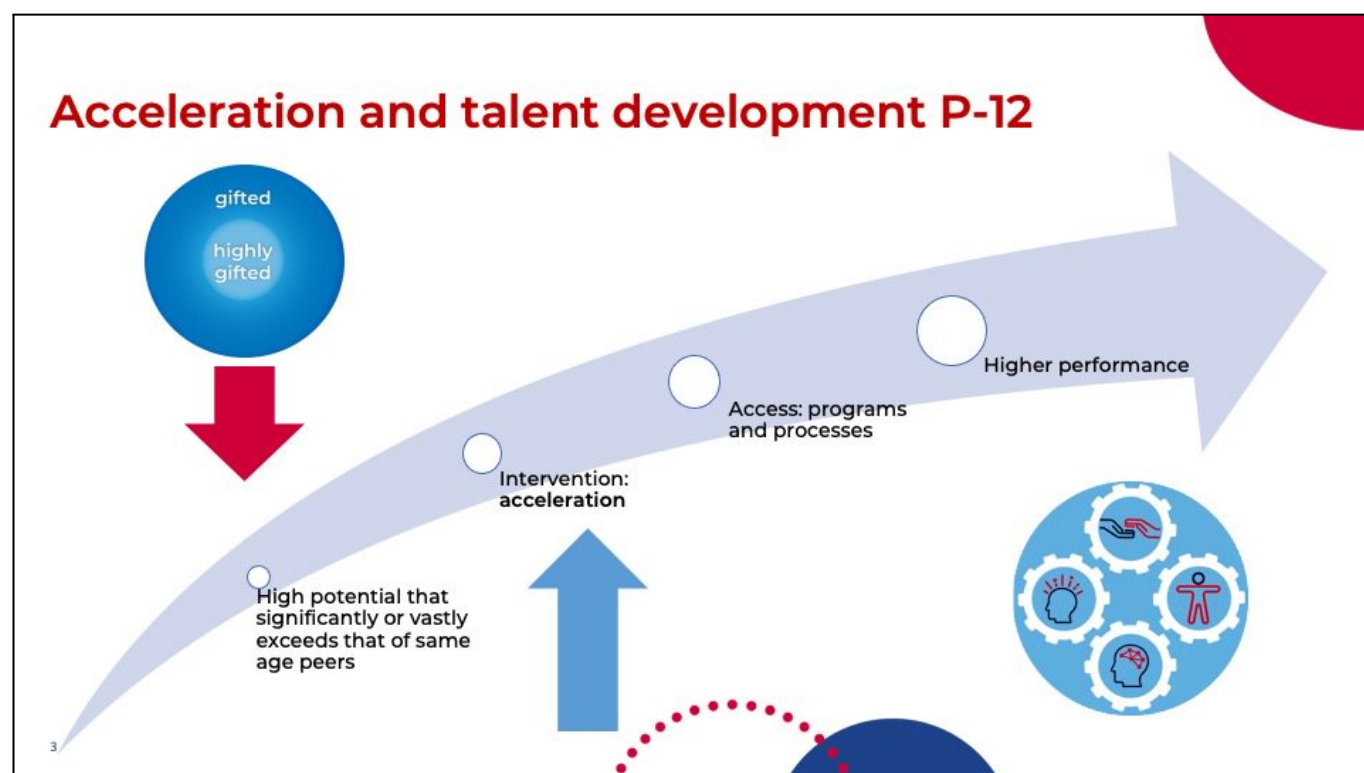 Acceleration and talent development P-12
gifted
highly
gifted
Higher performance
Access: programs
and processes
Intervention:
acceleration
High potential that
significantly or vastly
exceeds that of same
age peers
3